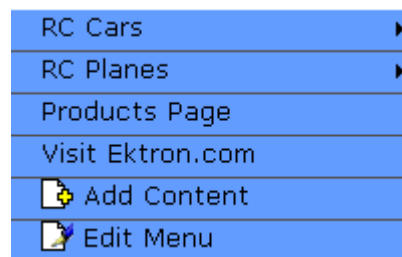 RC Cars
RC Planes
Products Page
Visit Ektron.com
Add Content
Edit Menu